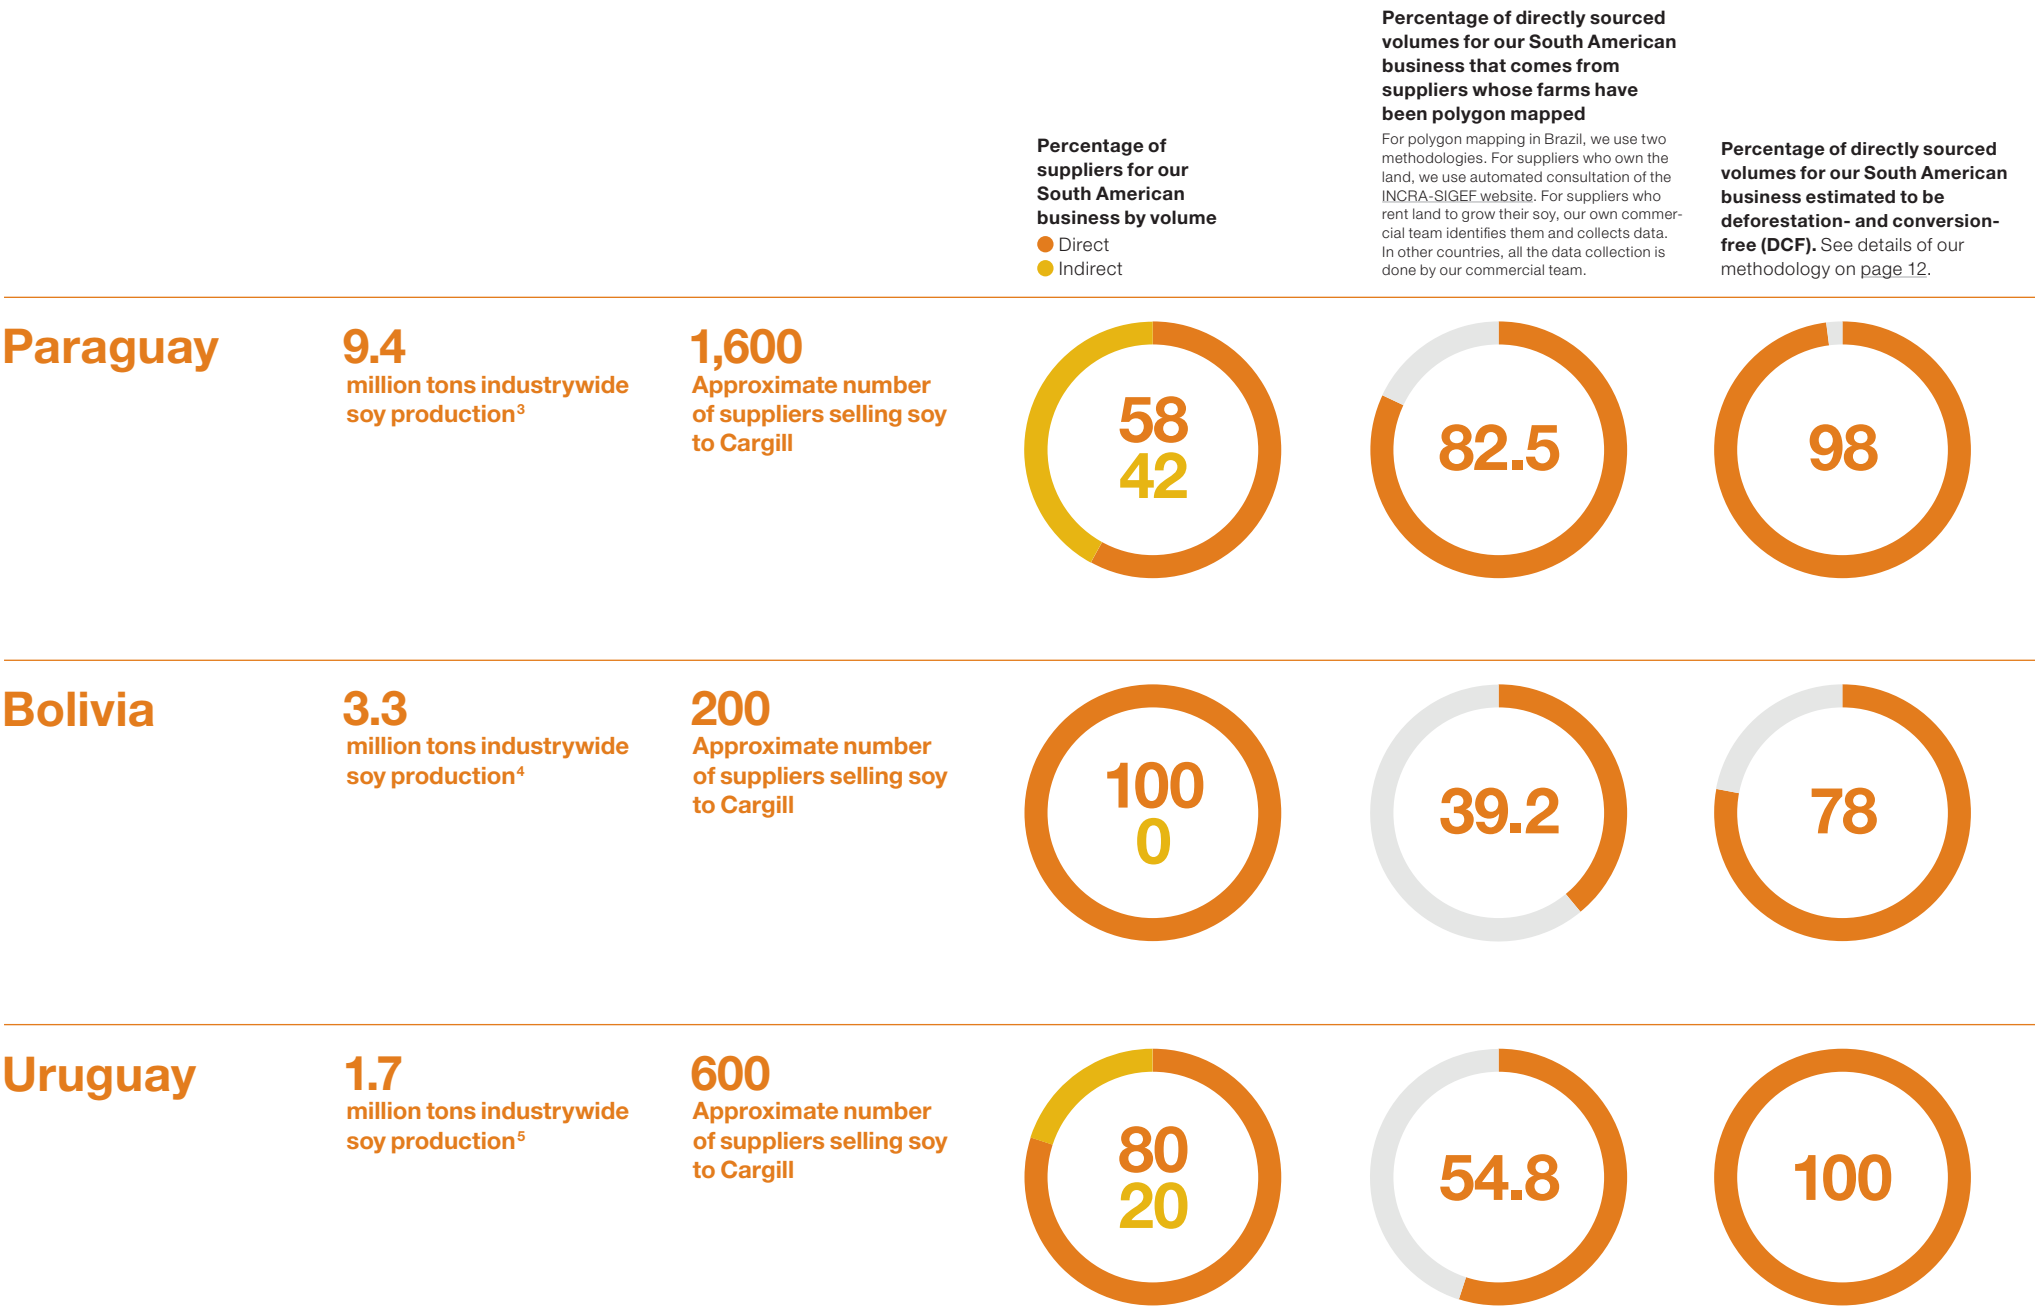 Percentage of
suppliers for our
South American
business by volume
Direct
Indirect
Percentage of directly sourced
volumes for our South American
business that comes from
suppliers whose farms have
been polygon mapped
For polygon mapping in Brazil, we use two
methodologies. For suppliers who own the
land, we use automated consultation of the
INCRA-SIGEF website. For suppliers who
rent land to grow their soy, our own commer-
cial team identifies them and collects data.
In other countries, all the data collection is
done by our commercial team.
Percentage of directly sourced
volumes for our South American
business estimated to be
deforestation- and conversion-
free (DCF). See details of our
methodology on page 12.
Paraguay
9.4
million tons industrywide
soy production³
1,600
Approximate number
of suppliers selling soy
to Cargill
58
42
82.5
98
Bolivia
3.3
million tons industrywide
soy production⁴
200
Approximate number
of suppliers selling soy
to Cargill
100
0
39.2
78
Uruguay
1.7
million tons industrywide
soy production⁵
600
Approximate number
of suppliers selling soy
to Cargill
80
20
54.8
100